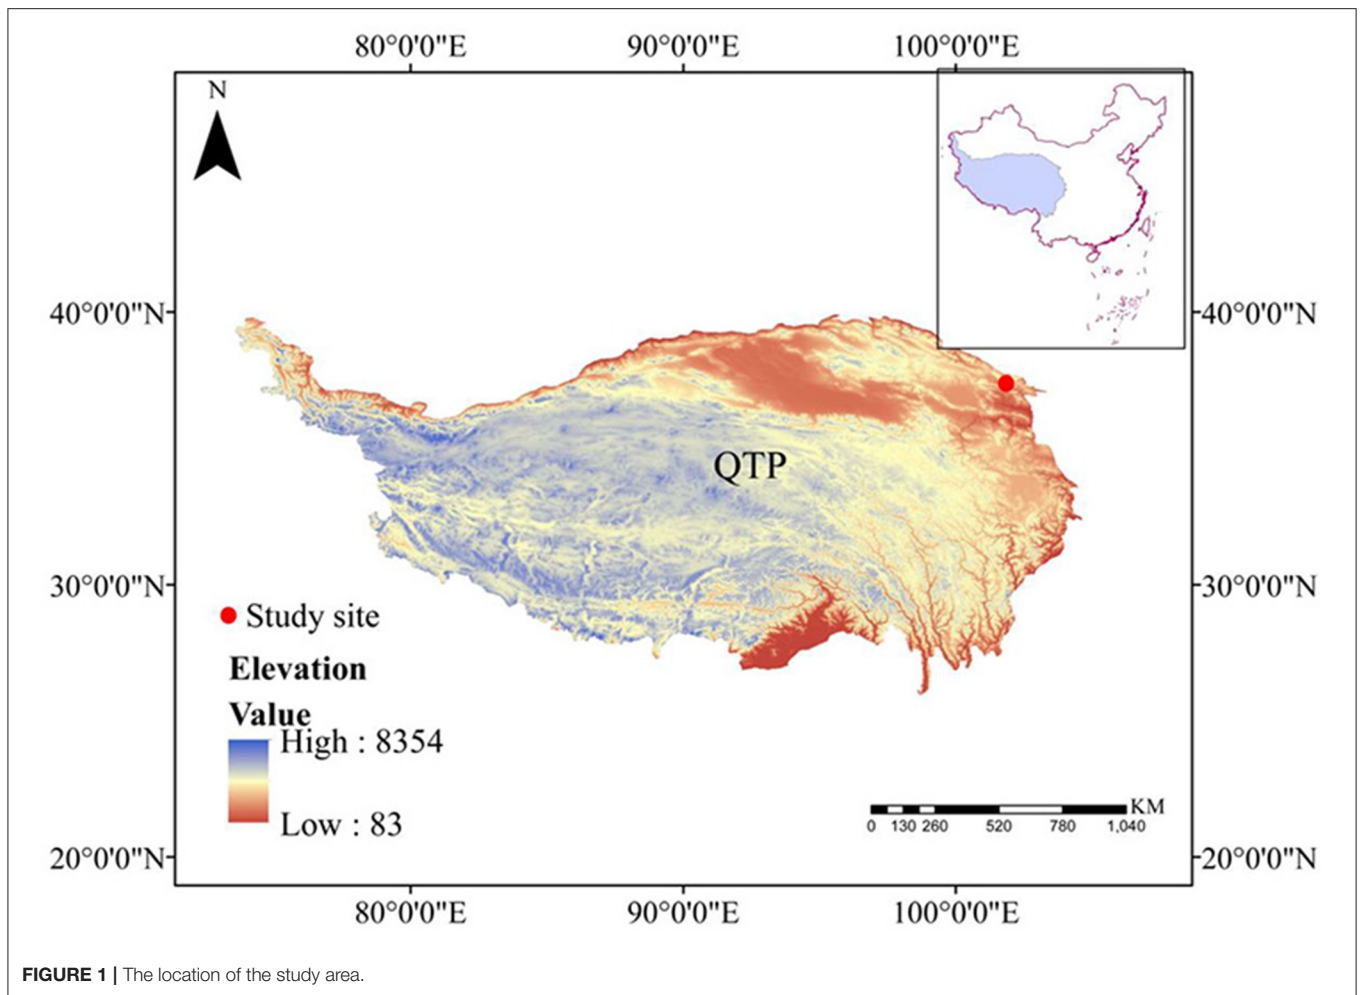 80°0'0"E 90°0'0"E 100°0'0"E
N
40°0'0"N 40°0'0"N
QTP
30°0'0"N 30°0'0"N
Study site
Elevation
Value
High : 8354
Low : 83
KM
0 130 260 520 780 1,040
20°0'0"N 20°0'0"N
80°0'0"E 90°0'0"E 100°0'0"E
FIGURE 1 | The location of the study area.